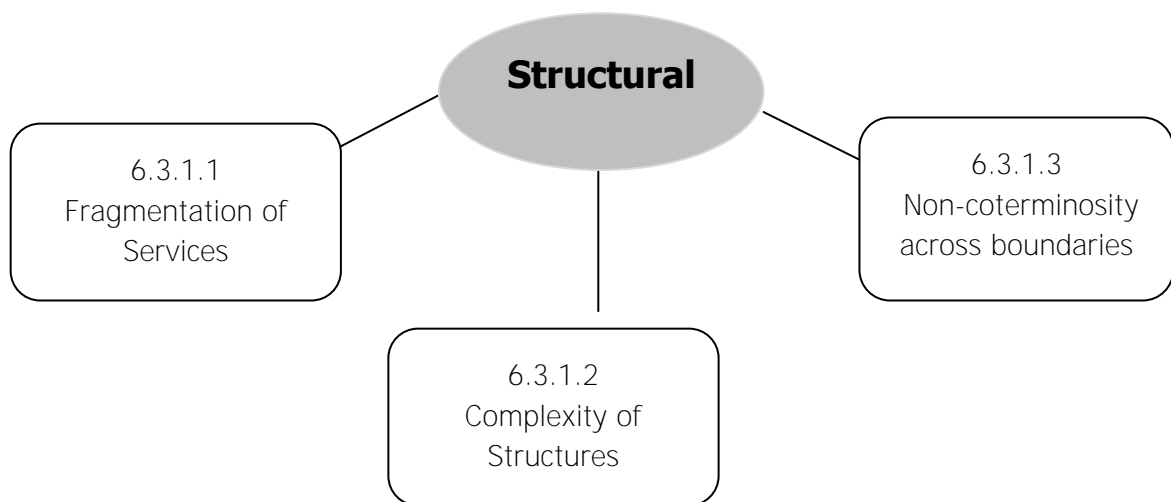 Structural
6.3.1.1
Fragmentation of
Services
6.3.1.2
Complexity of
Structures
6.3.1.3
Non-coterminosity
across boundaries